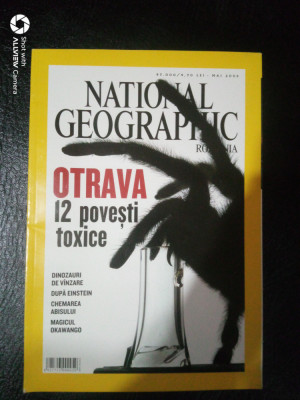 Shot with
ALLVIEW Camera
NATIONAL
GEOGRAPHIC
ROMÂNIA
OTRAVA
12 povești
toxice
DINOZAURI
DE VÎNZARE
DUPĂ EINSTEIN
CHEMAREA
ABISULUI
MAGICUL
OKAWANGO